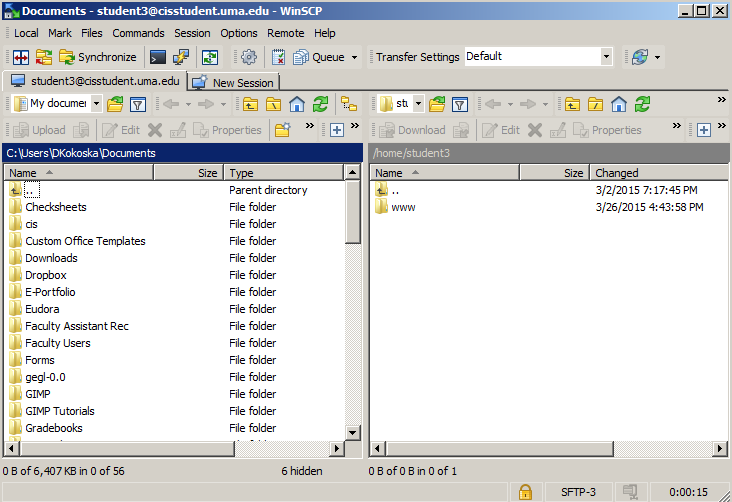 Documents - student3@cisstudent.uma.edu - WinSCP
Local Mark Files Commands Session Options Remote Help
Synchronize Queue Transfer Settings Default
student3@cisstudent.uma.edu New Session
My documer stu
Upload Edit Properties » Download Edit Properties »
C:\Users\DKokoska\Documents /home/student3
Name Size Type Name Size Changed
.. Parent directory .. 3/2/2015 7:17:45 PM
Checksheets File folder www 3/26/2015 4:43:58 PM
cis File folder
Custom Office Templates File folder
Downloads File folder
Dropbox File folder
E-Portfolio File folder
Eudora File folder
Faculty Assistant Rec File folder
Faculty Users File folder
Forms File folder
gegl-0.0 File folder
GIMP File folder
GIMP Tutorials File folder
Gradebooks File folder
0 B of 6,407 KB in 0 of 56 6 hidden 0 B of 0 B in 0 of 1
SFTP-3 0:00:15